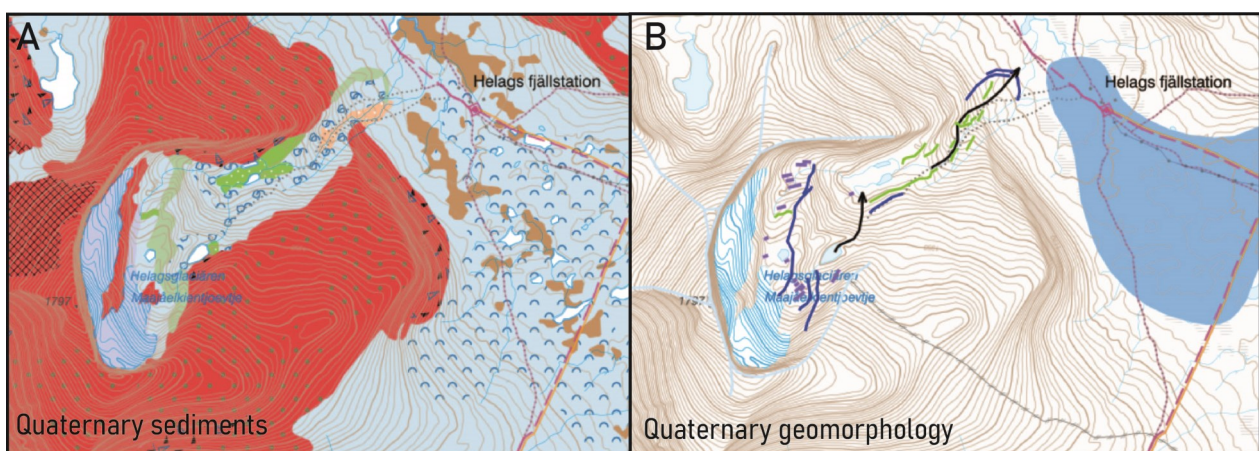 A
Helags fjällstation
Helagsglaciären
1797
Quaternary sediments
B
Helags fjällstation
Helagsglaciären
1797
Quaternary geomorphology